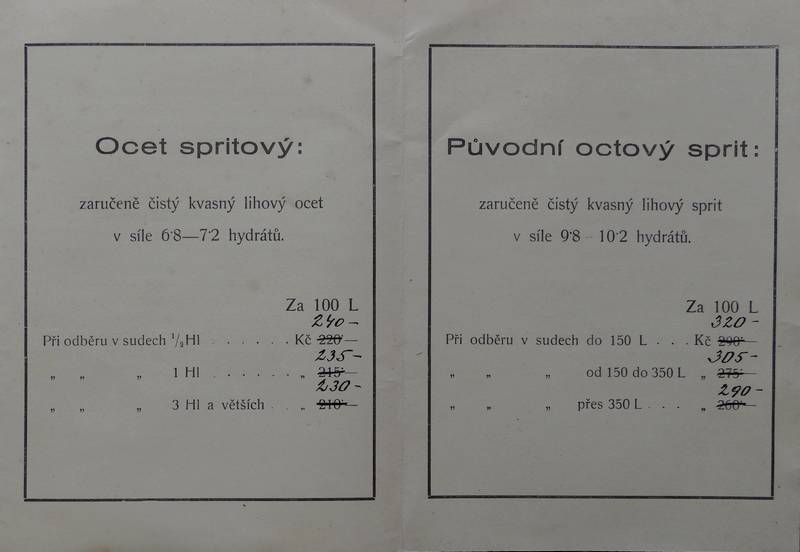 Ocet spritový:
zaručeně čistý kvasný lihový ocet
v síle 6·8—7·2 hydrátů.
Za 100 L
240 –
Při odběru v sudech 1/2 Hl . . . . . . Kč 220·—
235 –
„ „ „ 1 Hl . . . . . . „ 215·—
230 –
„ „ „ 3 Hl a větších . . „ 210·—
Původní octový sprit:
zaručeně čistý kvasný lihový sprit
v síle 9·8 – 10·2 hydrátů.
Za 100 L
320 –
Při odběru v sudech do 150 L . . . Kč 290·—
305 –
„ „ „ od 150 do 350 L „ 275·—
290 –
„ „ „ přes 350 L . . . „ 260·—